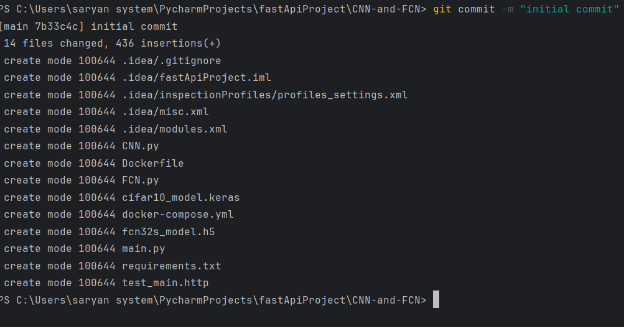 PS C:\Users\saryan system\PycharmProjects\fastApiProject\CNN-and-FCN> git commit -m "initial commit"
[main 7b33c4c] initial commit
14 files changed, 436 insertions(+)
create mode 100644 .idea/.gitignore
create mode 100644 .idea/fastApiProject.iml
create mode 100644 .idea/inspectionProfiles/profiles_settings.xml
create mode 100644 .idea/misc.xml
create mode 100644 .idea/modules.xml
create mode 100644 CNN.py
create mode 100644 Dockerfile
create mode 100644 FCN.py
create mode 100644 cifar10_model.keras
create mode 100644 docker-compose.yml
create mode 100644 fcn32s_model.h5
create mode 100644 main.py
create mode 100644 requirements.txt
create mode 100644 test_main.http
PS C:\Users\saryan system\PycharmProjects\fastApiProject\CNN-and-FCN>